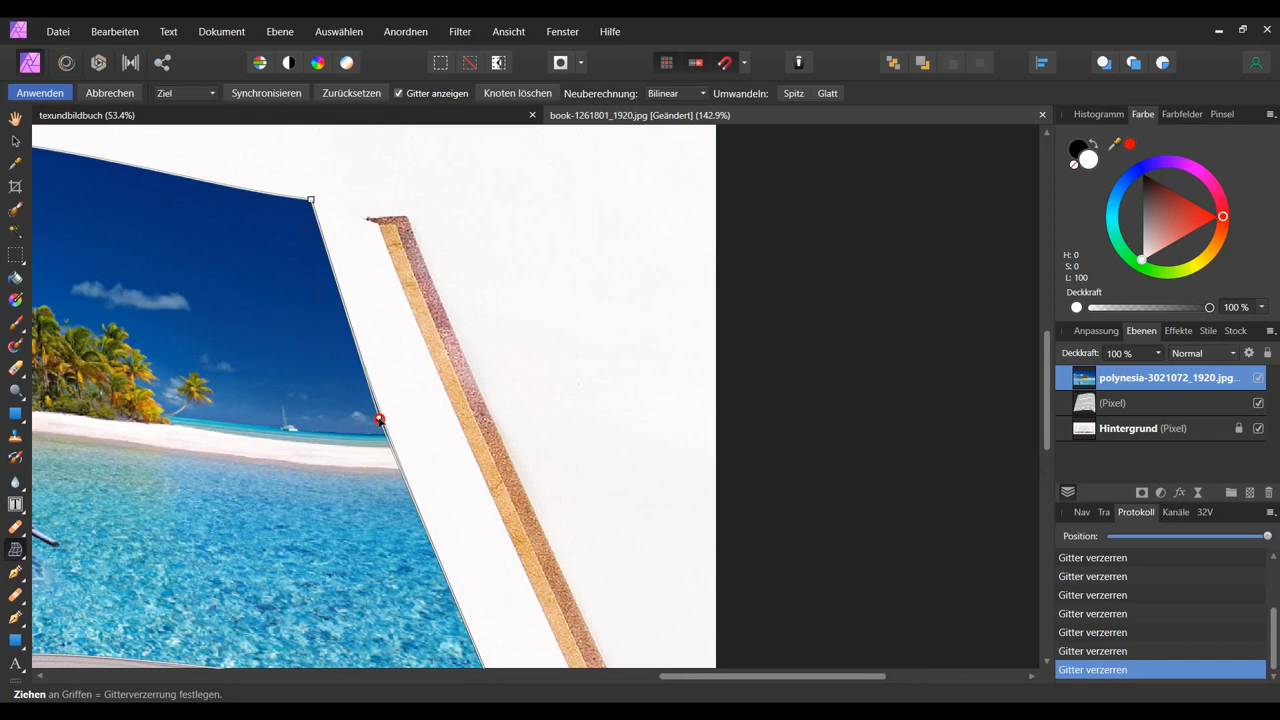 Datei Bearbeiten Text Dokument Ebene Auswählen Anordnen Filter Ansicht Fenster Hilfe
Anwenden Abbrechen Ziel Synchronisieren Zurücksetzen Gitter anzeigen Knoten löschen Neuberechnung: Bilinear Umwandeln: Spitz Glatt
texundbildbuch (53.4%) book-1261801_1920.jpg [Geändert] (142.9%)
Histogramm Farbe Farbfelder Pinsel
H: 0
S: 0
L: 100
Deckkraft
100 %
Anpassung Ebenen Effekte Stile Stock
Deckkraft: 100 % Normal
polynesia-3021072_1920.jpg...
(Pixel)
Hintergrund (Pixel)
Nav Tra Protokoll Kanäle 32V
Position:
Gitter verzerren
Gitter verzerren
Gitter verzerren
Gitter verzerren
Gitter verzerren
Gitter verzerren
Gitter verzerren
Ziehen an Griffen = Gitterverzerrung festlegen.